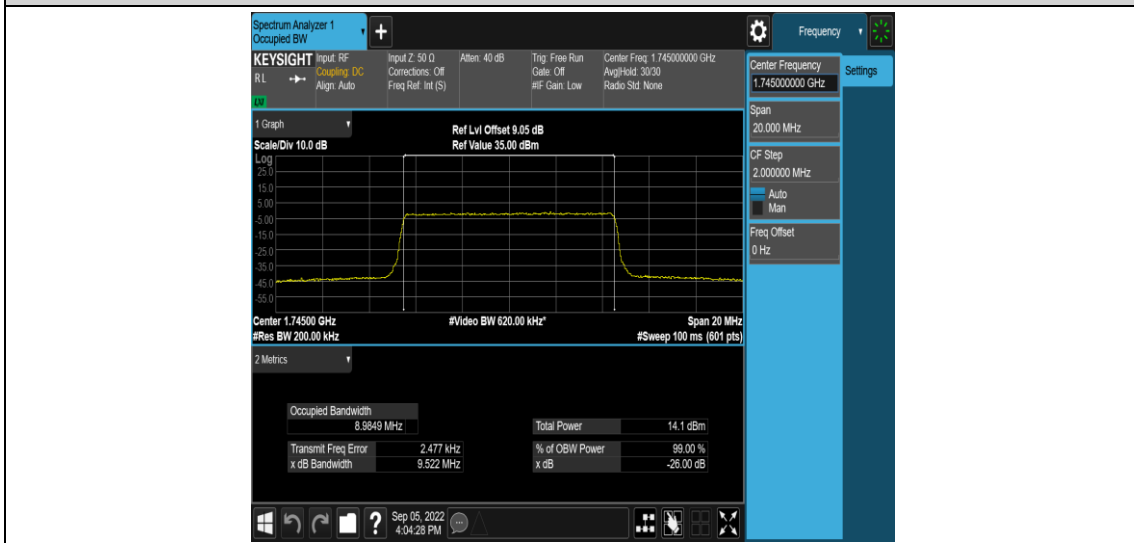 Spectrum Analyzer 1
Occupied BW
+
Frequency
KEYSIGHT
RL
LXI
Input: RF
Coupling: DC
Align: Auto
Input Z: 50 Ω
Corrections: Off
Freq Ref: Int (S)
Atten: 40 dB
Trig: Free Run
Gate: Off
#IF Gain: Low
Center Freq: 1.745000000 GHz
Avg|Hold: 30/30
Radio Std: None
Center Frequency
1.745000000 GHz
Settings
Span
20.000 MHz
CF Step
2.000000 MHz
Auto
Man
Freq Offset
0 Hz
1 Graph
Ref Lvl Offset 9.05 dB
Scale/Div 10.0 dB
Ref Value 35.00 dBm
Log
25.0
15.0
5.00
-5.00
-15.0
-25.0
-35.0
-45.0
-55.0
Center 1.74500 GHz
#Video BW 620.00 kHz*
Span 20 MHz
#Res BW 200.00 kHz
#Sweep 100 ms (601 pts)
2 Metrics
Occupied Bandwidth
8.9849 MHz
Total Power 14.1 dBm
Transmit Freq Error 2.477 kHz
% of OBW Power 99.00 %
x dB Bandwidth 9.522 MHz
x dB -26.00 dB
?
Sep 05, 2022
4:04:28 PM